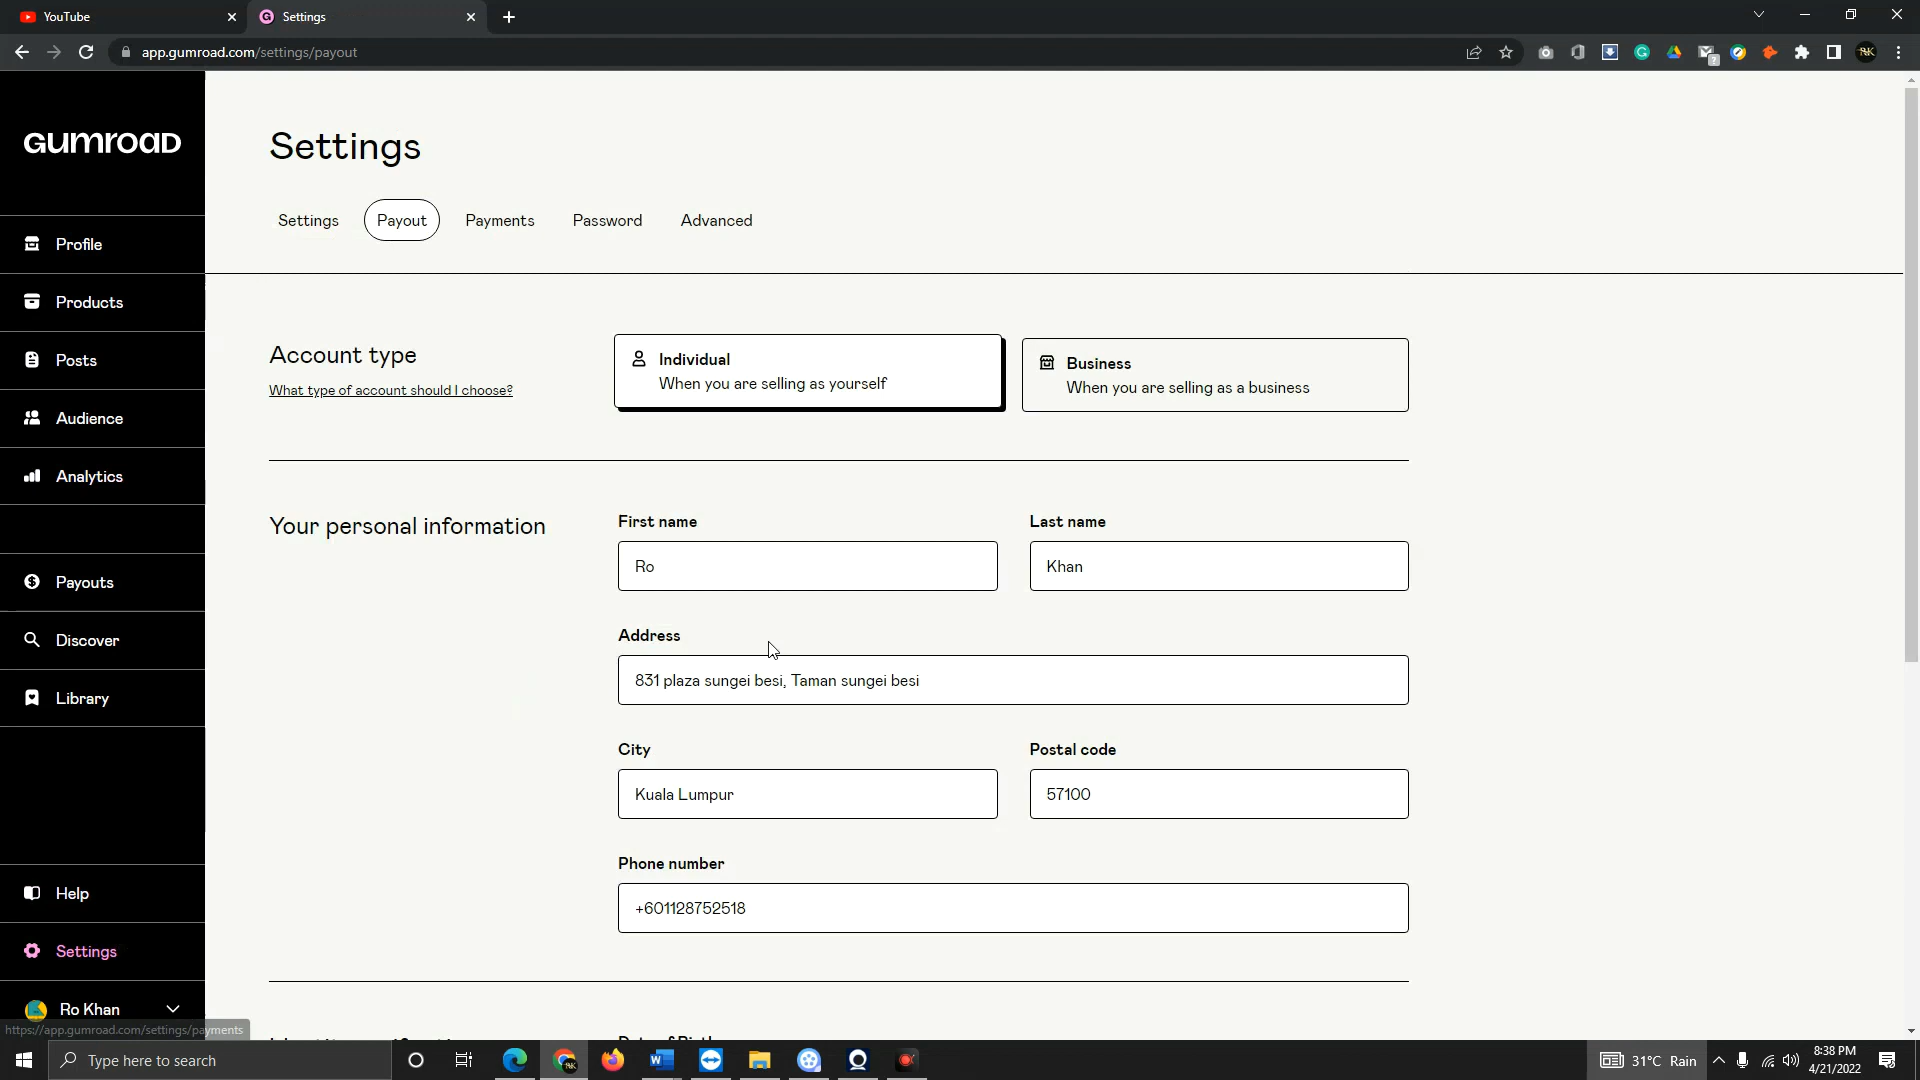 YouTube
Settings
app.gumroad.com/settings/payout
GUMROAD
Profile
Products
Posts
Audience
Analytics
Payouts
Discover
Library
Help
Settings
Ro Khan
https://app.gumroad.com/settings/payments
Settings
Settings Payout Payments Password Advanced
Account type
What type of account should I choose?
Individual
When you are selling as yourself
Business
When you are selling as a business
Your personal information
First name
Ro
Last name
Khan
Address
831 plaza sungei besi, Taman sungei besi
City
Kuala Lumpur
Postal code
57100
Phone number
+601128752518
Type here to search
31°C Rain
8:38 PM
4/21/2022